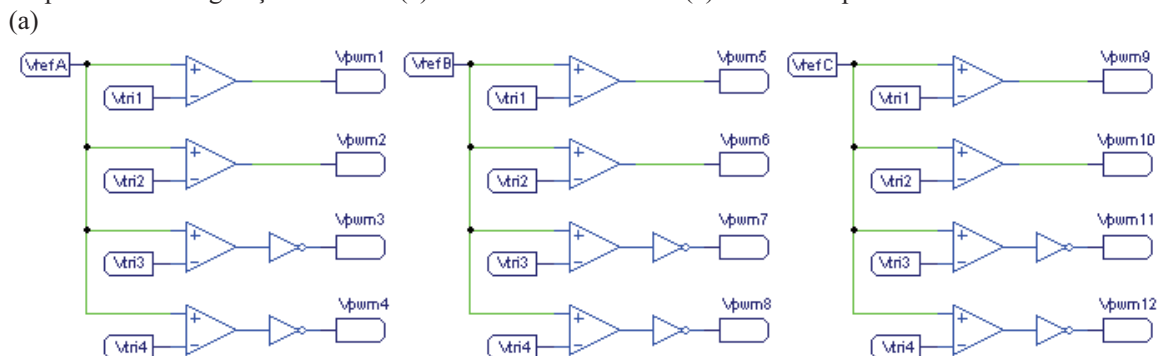 (a)
VrefA
Vpwm1
Vtri1
Vpwm2
Vtri2
Vpwm3
Vtri3
Vpwm4
Vtri4
VrefB
Vpwm5
Vtri1
Vpwm6
Vtri2
Vpwm7
Vtri3
Vpwm8
Vtri4
VrefC
Vpwm9
Vtri1
Vpwm10
Vtri2
Vpwm11
Vtri3
Vpwm12
Vtri4